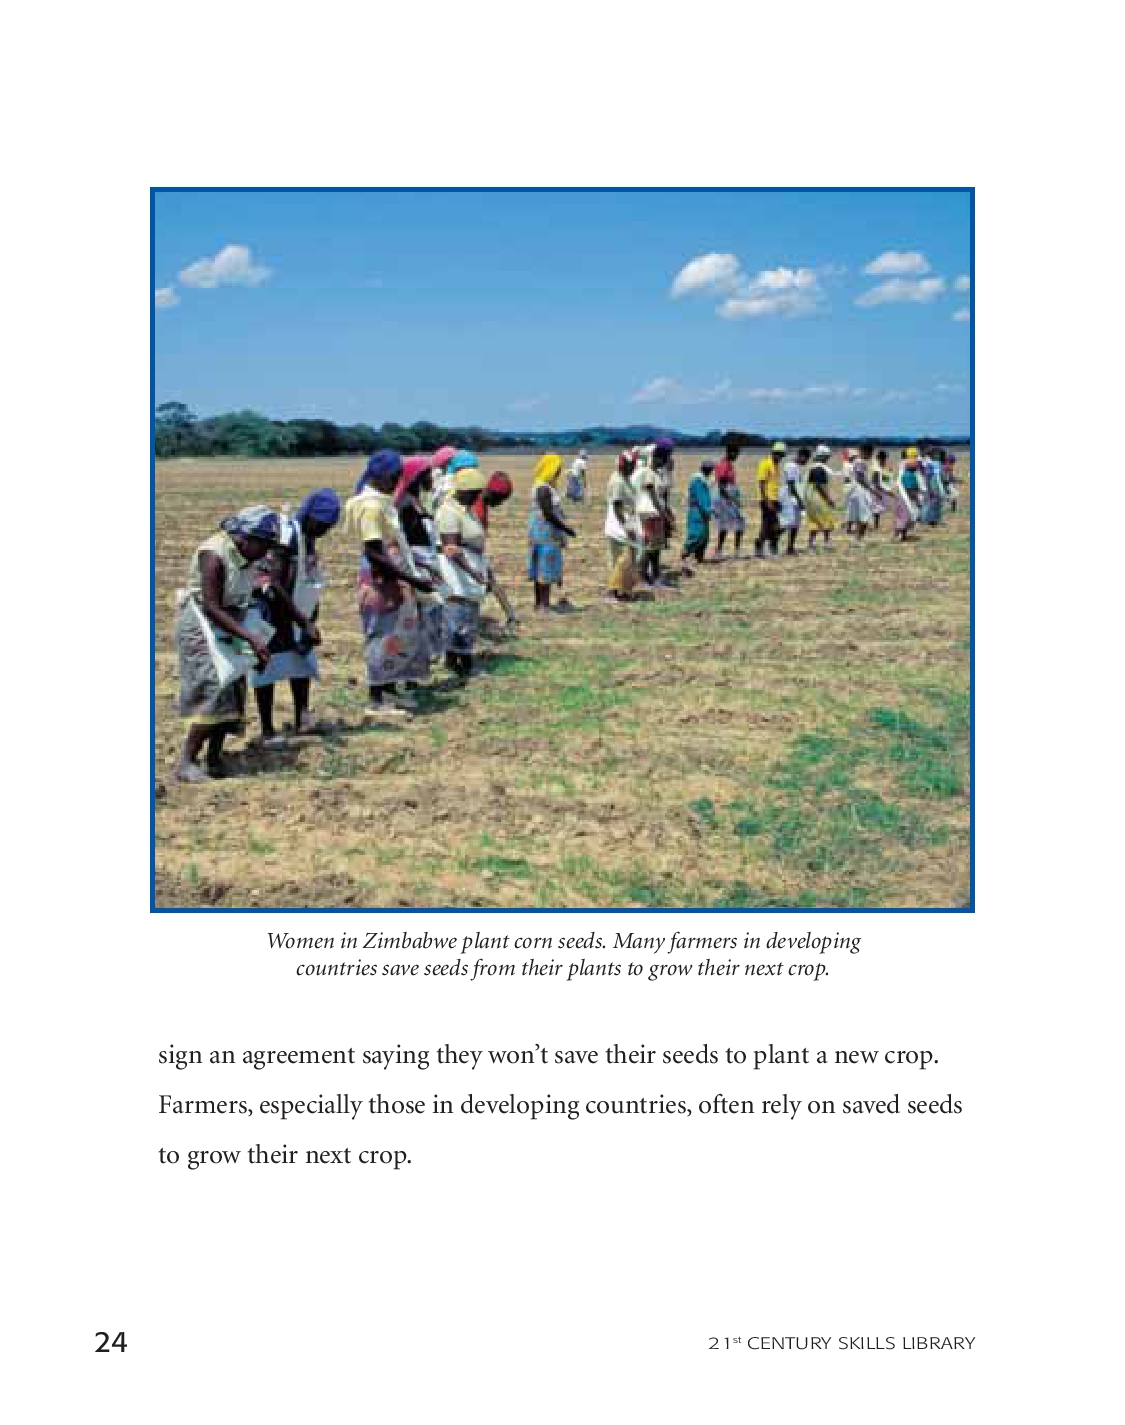 Women in Zimbabwe plant corn seeds. Many farmers in developing
countries save seeds from their plants to grow their next crop.
sign an agreement saying they won’t save their seeds to plant a new crop.
Farmers, especially those in developing countries, often rely on saved seeds
to grow their next crop.
24
21st CENTURY SKILLS LIBRARY